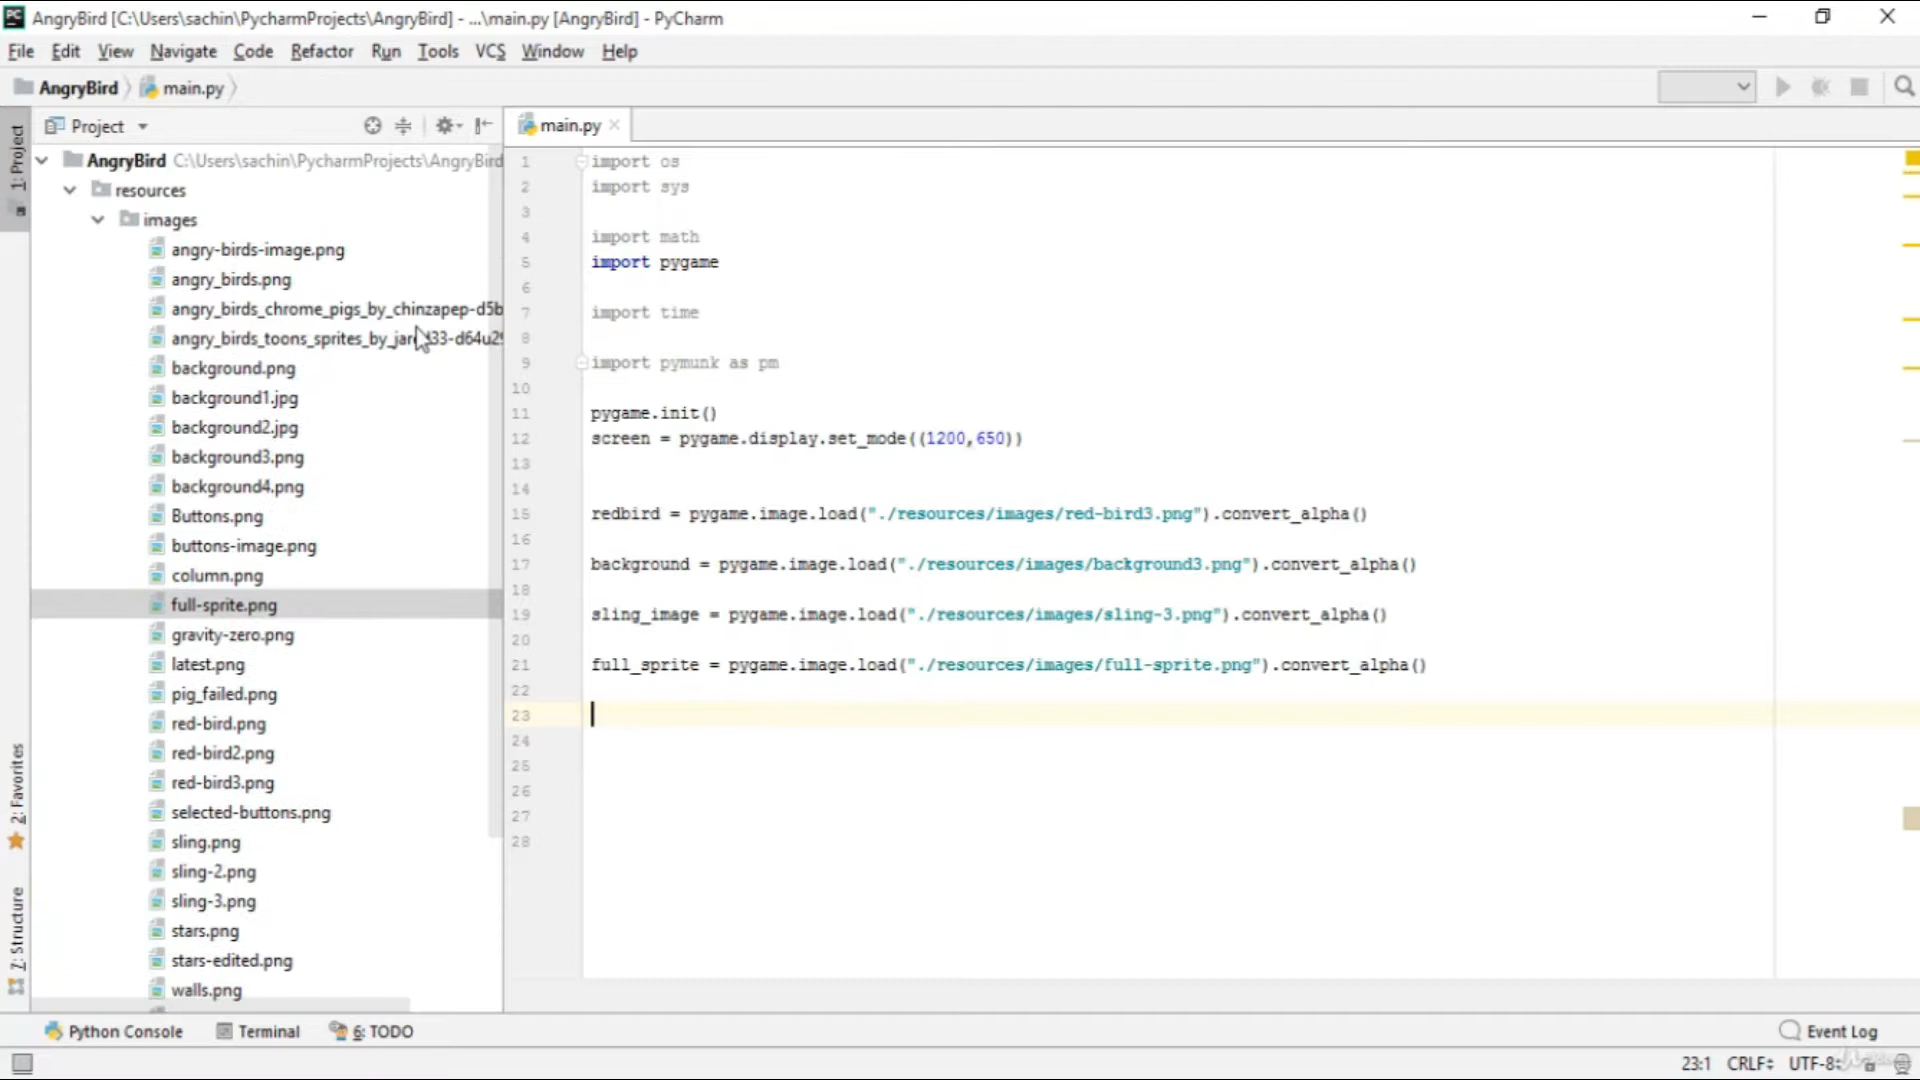 AngryBird [C:\Users\sachin\PycharmProjects\AngryBird] - ...\main.py [AngryBird] - PyCharm
File Edit View Navigate Code Refactor Run Tools VCS Window Help
AngryBird main.py
Project main.py
1: Project
AngryBird C:\Users\sachin\PycharmProjects\AngryBird
resources
images
angry-birds-image.png
angry_birds.png
angry_birds_chrome_pigs_by_chinzapep-d5b
background.png
background1.jpg
background2.jpg
background3.png
background4.png
Buttons.png
buttons-image.png
column.png
full-sprite.png
gravity-zero.png
latest.png
pig_failed.png
red-bird.png
red-bird2.png
red-bird3.png
selected-buttons.png
sling.png
sling-2.png
sling-3.png
stars.png
stars-edited.png
walls.png
2: Favorites
7: Structure
1 import os
2 import sys
3
4 import math
5 import pygame
6
7 import time
8
9 import pymunk as pm
10
11 pygame.init()
12 screen = pygame.display.set_mode((1200,650))
13
14
15 redbird = pygame.image.load("./resources/images/red-bird3.png").convert_alpha()
16
17 background = pygame.image.load("./resources/images/background3.png").convert_alpha()
18
19 sling_image = pygame.image.load("./resources/images/sling-3.png").convert_alpha()
20
21 full_sprite = pygame.image.load("./resources/images/full-sprite.png").convert_alpha()
22
23
24
25
26
27
28
Python Console Terminal 6: TODO Event Log
23:1 CRLF UTF-8